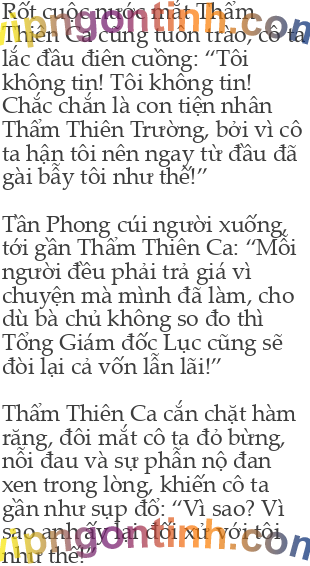 Rốt cuộc nước mắt Thẩm
Thiên Ca cũng tuôn trào, cô ta
lắc đầu điên cuồng: “Tôi
không tin! Tôi không tin!
Chắc chắn là con tiện nhân
Thẩm Thiên Trường, bởi vì cô
ta hận tôi nên ngay từ đầu đã
gài bẫy tôi như thế!”
Tần Phong cúi người xuống,
tới gần Thẩm Thiên Ca: “Mỗi
người đều phải trả giá vì
chuyện mà mình đã làm, cho
dù bà chủ không so đo thì
Tổng Giám đốc Lục cũng sẽ
đòi lại cả vốn lẫn lãi!”
Thẩm Thiên Ca cắn chặt hàm
răng, đôi mắt cô ta đỏ bừng,
nỗi đau và sự phẫn nộ đan
xen trong lòng, khiến cô ta
gần như sụp đổ: “Vì sao? Vì
sao anh ấy lại đối xử với tôi
như thế!”